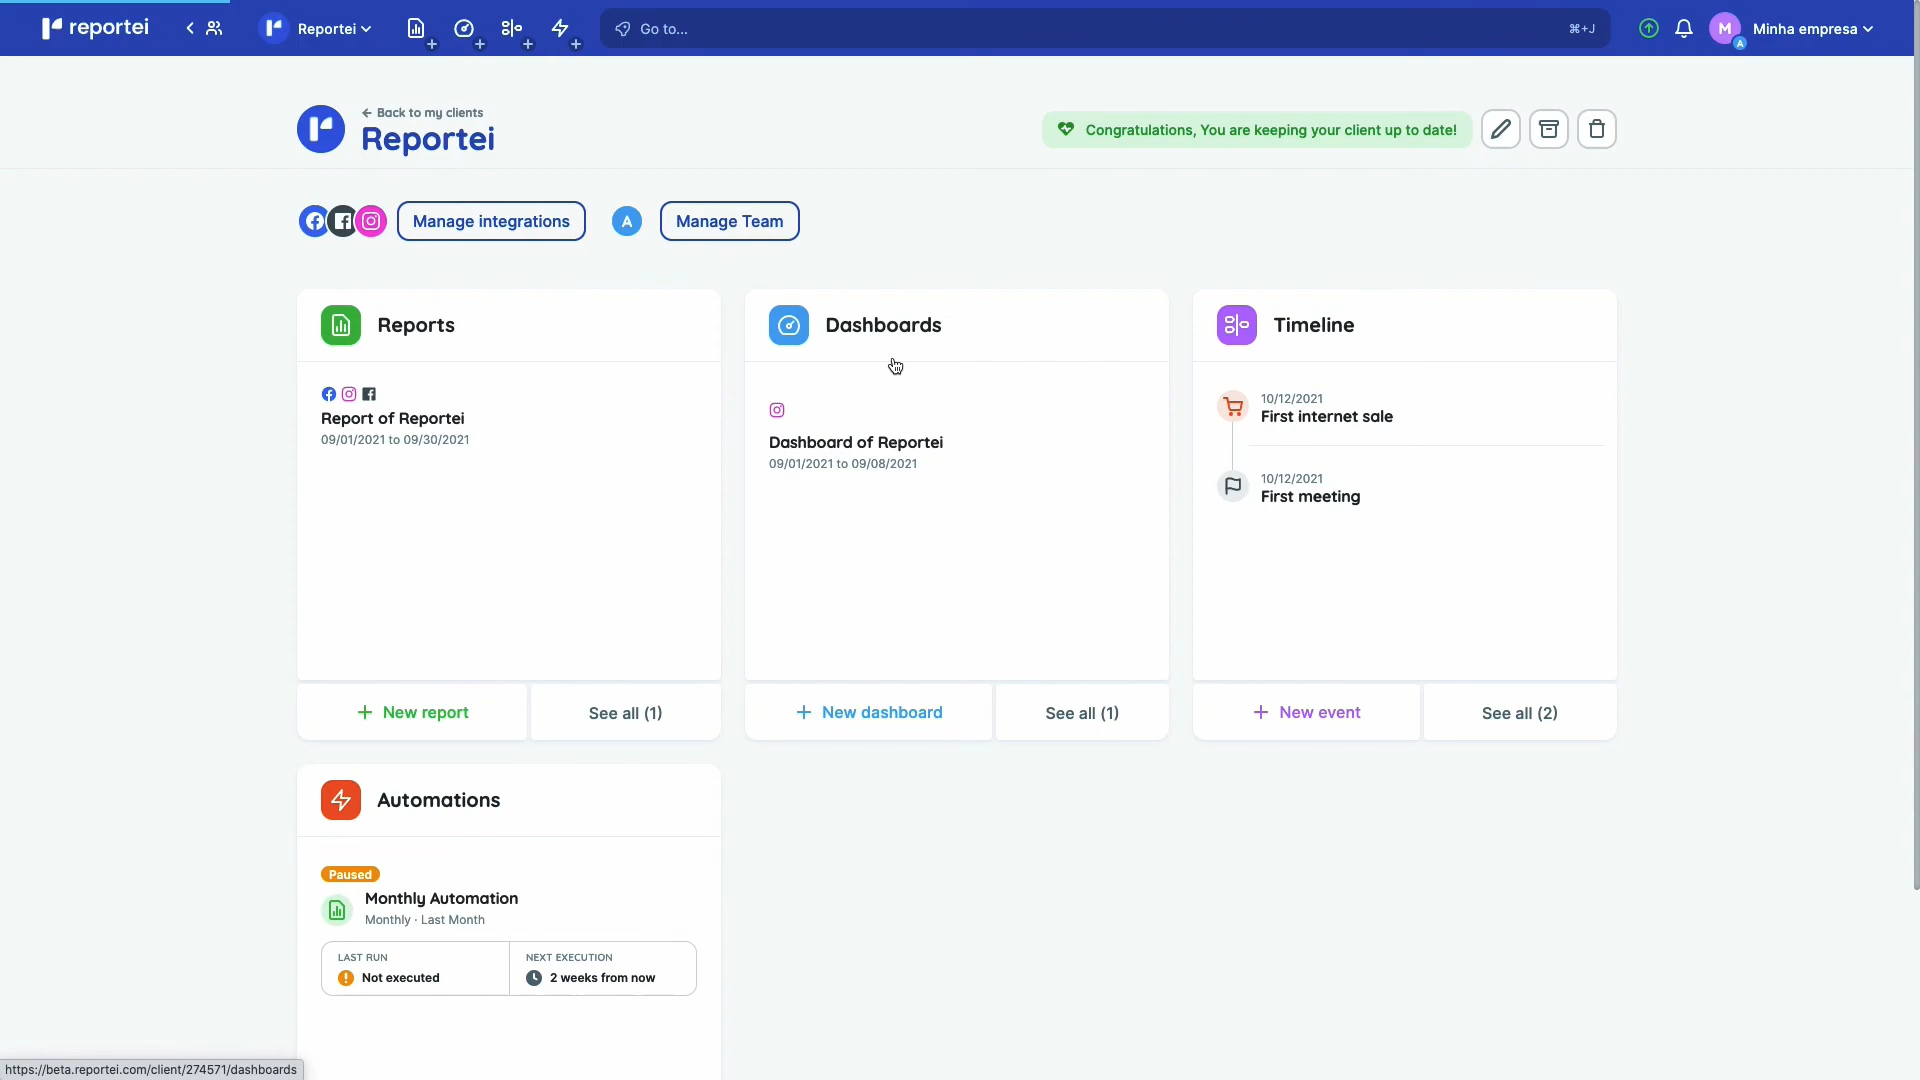 reportei
Reportei
Go to...
⌘+J
M
A
Minha empresa
← Back to my clients
Reportei
Congratulations, You are keeping your client up to date!
Manage integrations
A
Manage Team
Reports
Report of Reportei
09/01/2021 to 09/30/2021
+ New report
See all (1)
Dashboards
Dashboard of Reportei
09/01/2021 to 09/08/2021
+ New dashboard
See all (1)
Timeline
10/12/2021
First internet sale
10/12/2021
First meeting
+ New event
See all (2)
Automations
Paused
Monthly Automation
Monthly · Last Month
LAST RUN
Not executed
NEXT EXECUTION
2 weeks from now
https://beta.reportei.com/client/274571/dashboards